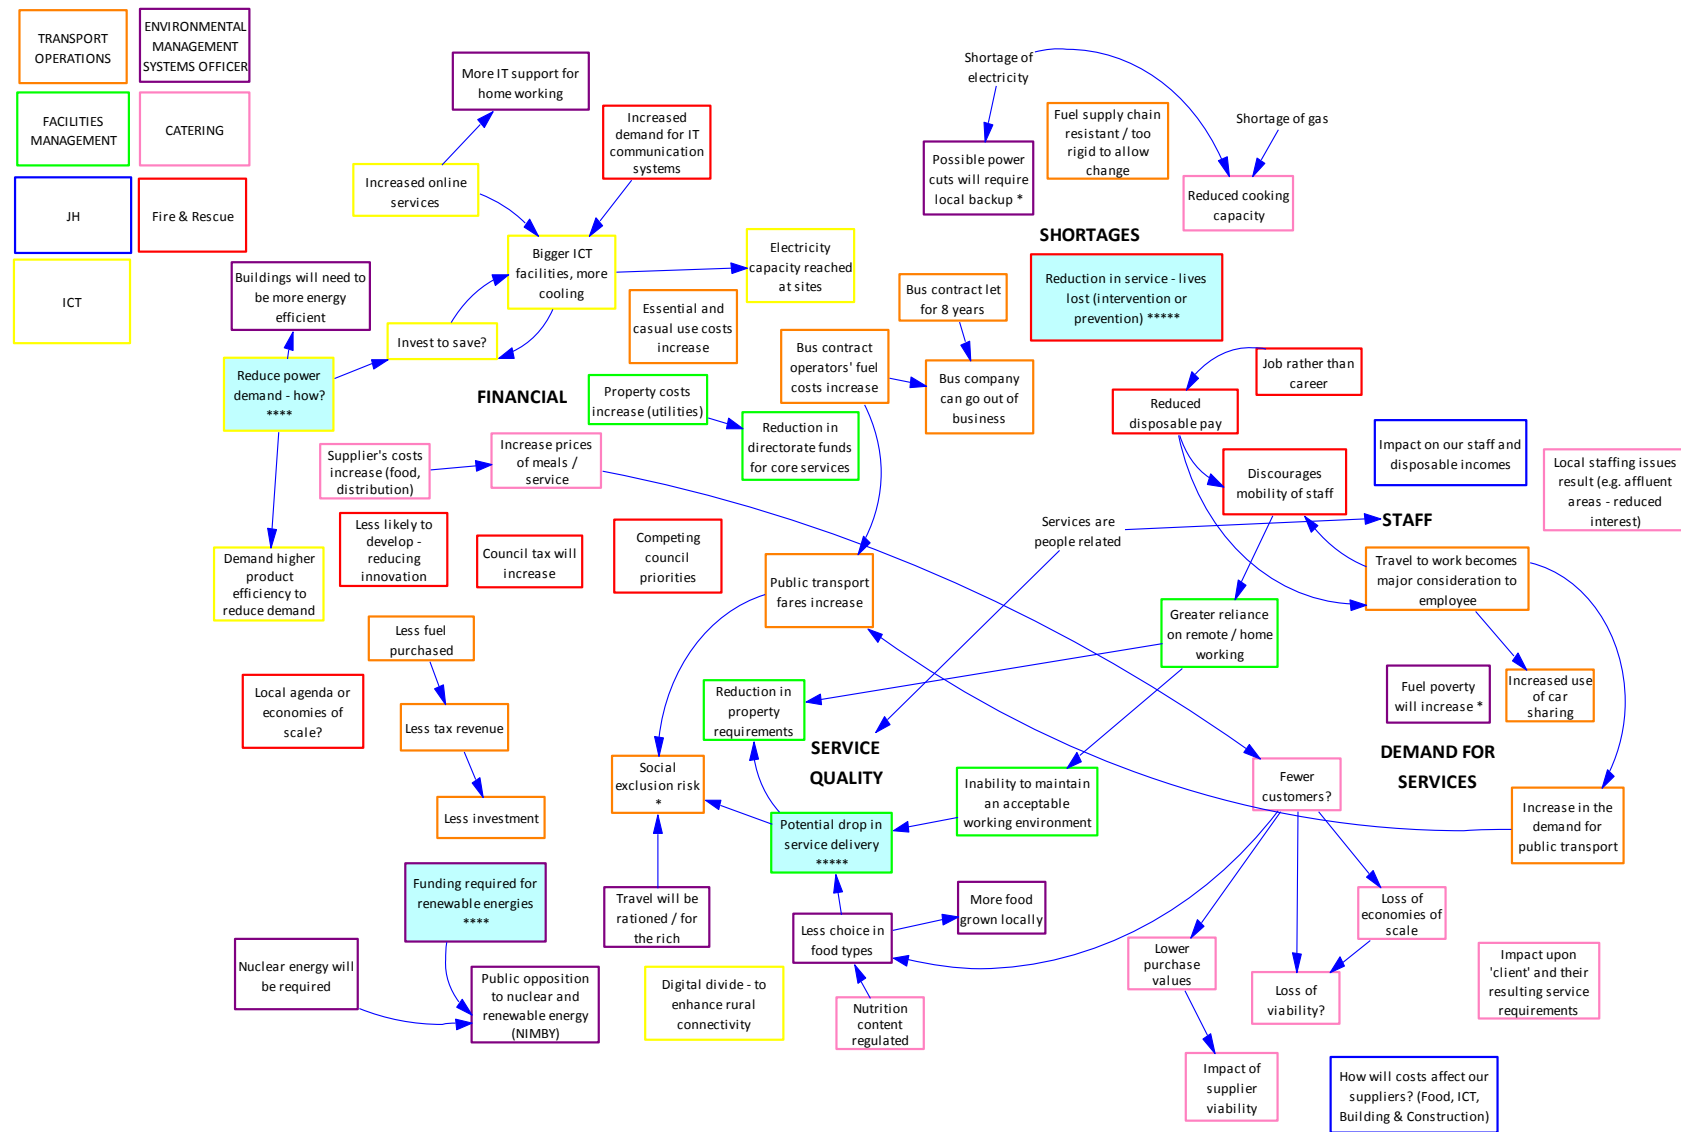 TRANSPORT
OPERATIONS
ENVIRONMENTAL
MANAGEMENT
SYSTEMS OFFICER
FACILITIES
MANAGEMENT
CATERING
JH
Fire & Rescue
ICT
More IT support for
home working
Increased
demand for IT
communication
systems
Increased online
services
Bigger ICT
facilities, more
cooling
Electricity
capacity reached
at sites
Buildings will need to
be more energy
efficient
Invest to save?
Essential and
casual use costs
increase
Reduce power
demand - how?
****
FINANCIAL
Property costs
increase (utilities)
Reduction in
directorate funds
for core services
Supplier's costs
increase (food,
distribution)
Increase prices
of meals /
service
Less likely to
develop -
reducing
innovation
Council tax will
increase
Competing
council
priorities
Demand higher
product
efficiency to
reduce demand
Less fuel
purchased
Local agenda or
economies of
scale?
Less tax revenue
Less investment
Funding required for
renewable energies
****
Nuclear energy will
be required
Public opposition
to nuclear and
renewable energy
(NIMBY)
Shortage of
electricity
Fuel supply chain
resistant / too
rigid to allow
change
Shortage of gas
Possible power
cuts will require
local backup *
Reduced cooking
capacity
SHORTAGES
Reduction in service - lives
lost (intervention or
prevention) *****
Bus contract let
for 8 years
Bus contract
operators' fuel
costs increase
Bus company
can go out of
business
Job rather than
career
Reduced
disposable pay
Impact on our staff and
disposable incomes
Discourages
mobility of staff
Local staffing issues
result (e.g. affluent
areas - reduced
interest)
Services are
people related
STAFF
Travel to work becomes
major consideration to
employee
Public transport
fares increase
Greater reliance
on remote / home
working
Fuel poverty
will increase *
Increased use
of car
sharing
Reduction in
property
requirements
SERVICE
QUALITY
DEMAND FOR
SERVICES
Social
exclusion risk
*
Inability to maintain
an acceptable
working environment
Fewer
customers?
Increase in the
demand for
public transport
Potential drop in
service delivery
*****
Travel will be
rationed / for
the rich
Less choice in
food types
More food
grown locally
Loss of
economies of
scale
Lower
purchase
values
Loss of
viability?
Impact upon
'client' and their
resulting service
requirements
Digital divide - to
enhance rural
connectivity
Nutrition
content
regulated
Impact of
supplier
viability
How will costs affect our
suppliers? (Food, ICT,
Building & Construction)